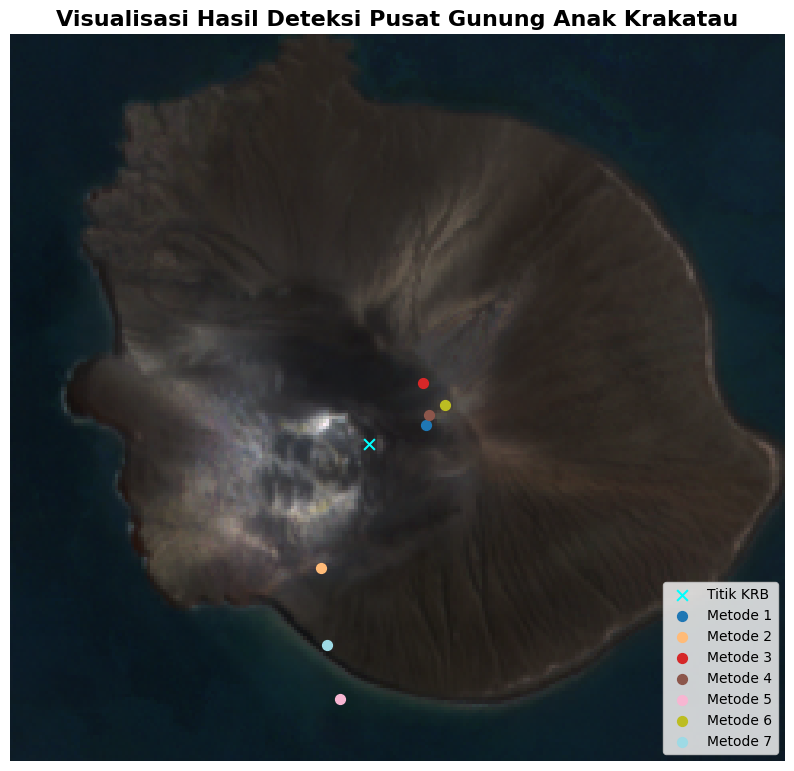 Visualisasi Hasil Deteksi Pusat Gunung Anak Krakatau
Titik KRB
Metode 1
Metode 2
Metode 3
Metode 4
Metode 5
Metode 6
Metode 7